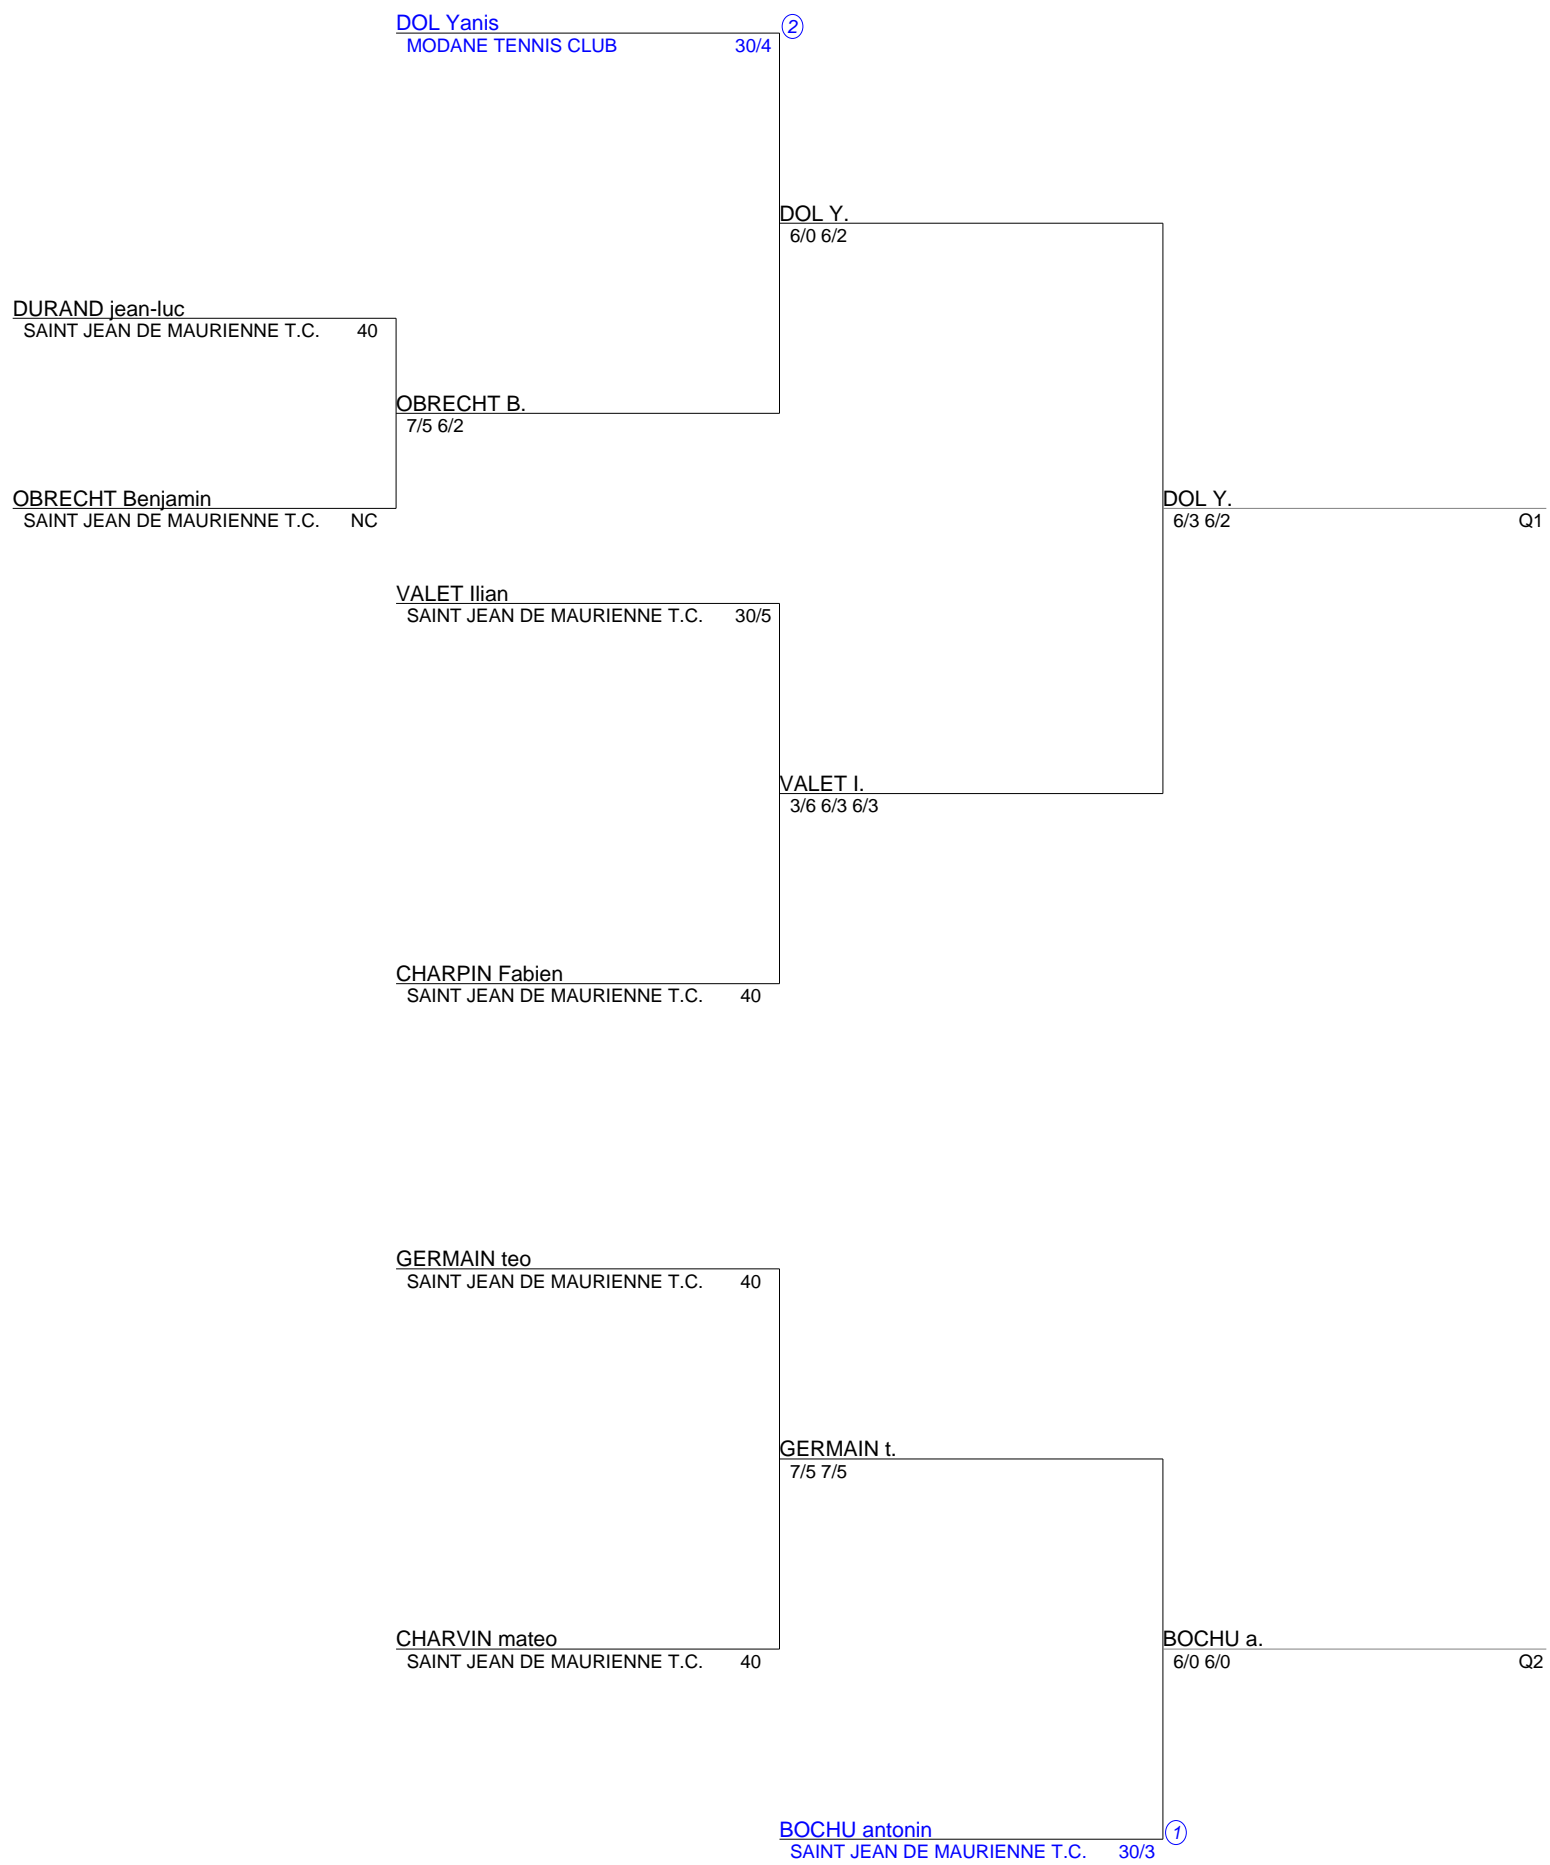 DOL Yanis 2
MODANE TENNIS CLUB 30/4
DOL Y.
6/0 6/2
DURAND jean-luc
SAINT JEAN DE MAURIENNE T.C. 40
OBRECHT B.
7/5 6/2
OBRECHT Benjamin
SAINT JEAN DE MAURIENNE T.C. NC
DOL Y.
6/3 6/2 Q1
VALET Ilian
SAINT JEAN DE MAURIENNE T.C. 30/5
VALET I.
3/6 6/3 6/3
CHARPIN Fabien
SAINT JEAN DE MAURIENNE T.C. 40
GERMAIN teo
SAINT JEAN DE MAURIENNE T.C. 40
GERMAIN t.
7/5 7/5
CHARVIN mateo
SAINT JEAN DE MAURIENNE T.C. 40
BOCHU a.
6/0 6/0 Q2
BOCHU antonin 1
SAINT JEAN DE MAURIENNE T.C. 30/3